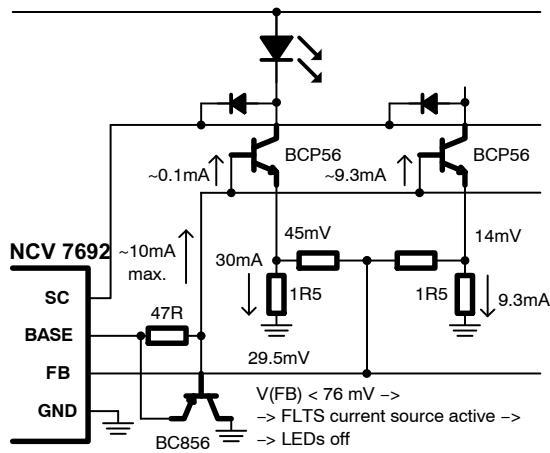 BCP56
BCP56
~0.1mA
~9.3mA
NCV 7692
~10mA
max.
45mV
14mV
30mA
SC
47R
1R5
1R5
9.3mA
BASE
FB
29.5mV
GND
V(FB) < 76 mV –>
–> FLTS current source active –>
–> LEDs off
BC856